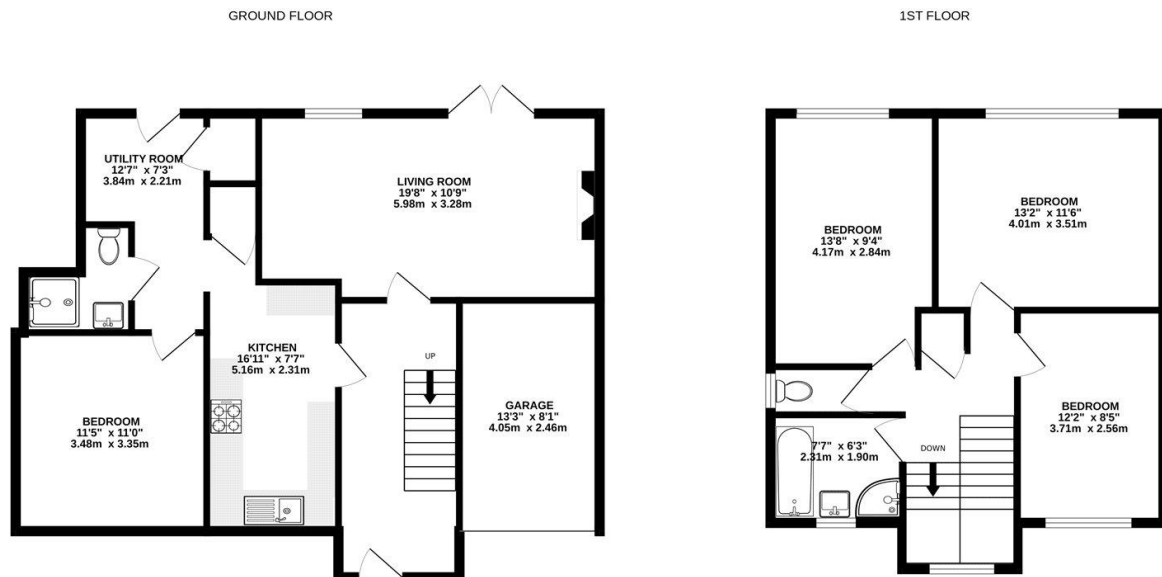 GROUND FLOOR
1ST FLOOR
UTILITY ROOM
12'7" x 7'3"
3.84m x 2.21m
LIVING ROOM
19'8" x 10'9"
5.98m x 3.28m
KITCHEN
16'11" x 7'7"
5.16m x 2.31m
UP
GARAGE
13'3" x 8'1"
4.05m x 2.46m
BEDROOM
11'5" x 11'0"
3.48m x 3.35m
BEDROOM
13'8" x 9'4"
4.17m x 2.84m
BEDROOM
13'2" x 11'6"
4.01m x 3.51m
BEDROOM
12'2" x 8'5"
3.71m x 2.56m
7'7" x 6'3"
2.31m x 1.90m
DOWN